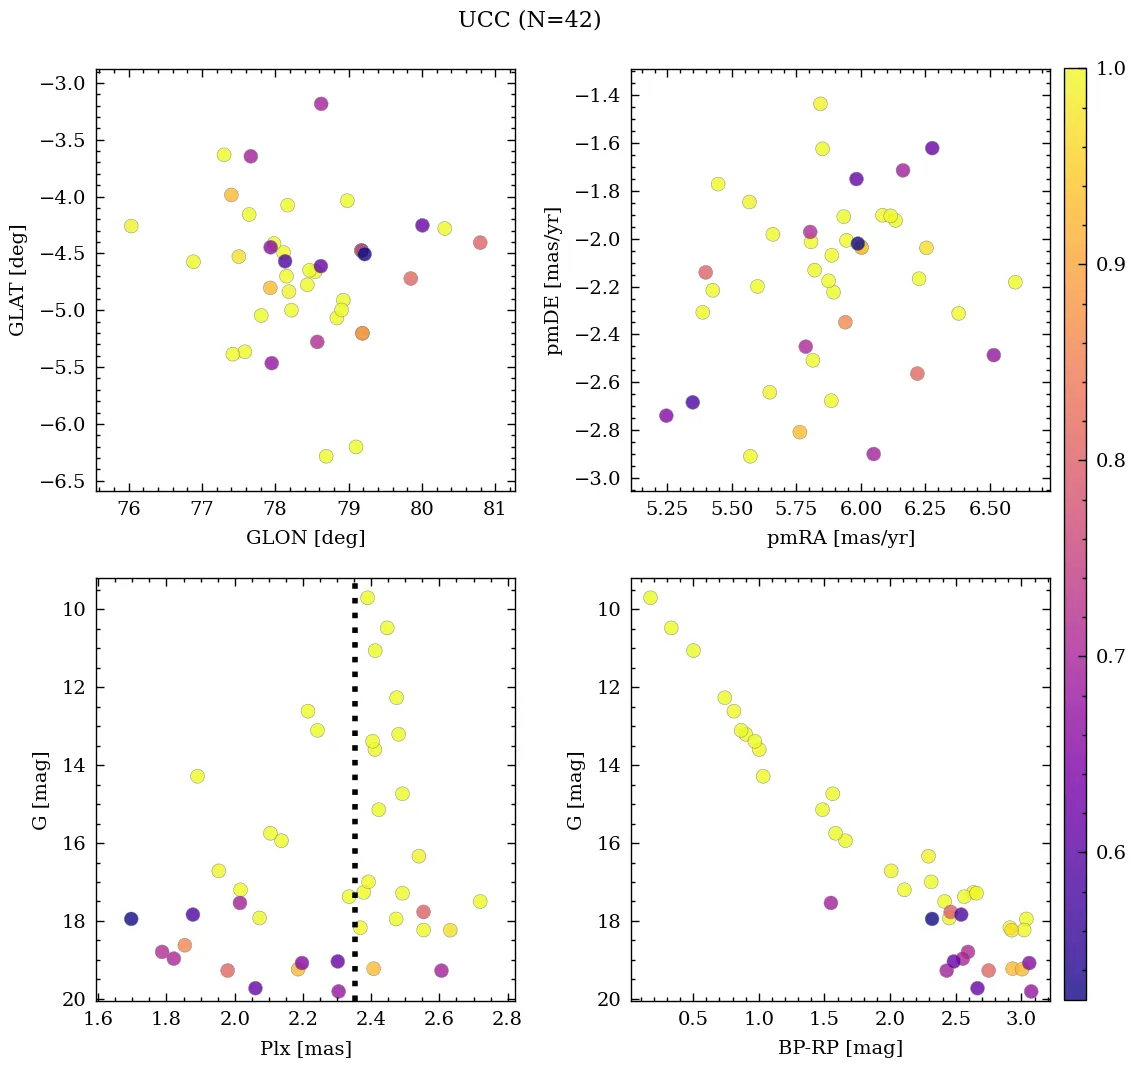 UCC (N=42)
−3.0
−3.5
−4.0
−4.5
−5.0
−5.5
−6.0
−6.5
GLAT [deg]
76 77 78 79 80 81
GLON [deg]
−1.4
−1.6
−1.8
−2.0
−2.2
−2.4
−2.6
−2.8
−3.0
pmDE [mas/yr]
5.25 5.50 5.75 6.00 6.25 6.50
pmRA [mas/yr]
1.0
0.9
0.8
0.7
0.6
10
12
14
16
18
20
G [mag]
1.6 1.8 2.0 2.2 2.4 2.6 2.8
Plx [mas]
10
12
14
16
18
20
G [mag]
0.5 1.0 1.5 2.0 2.5 3.0
BP-RP [mag]